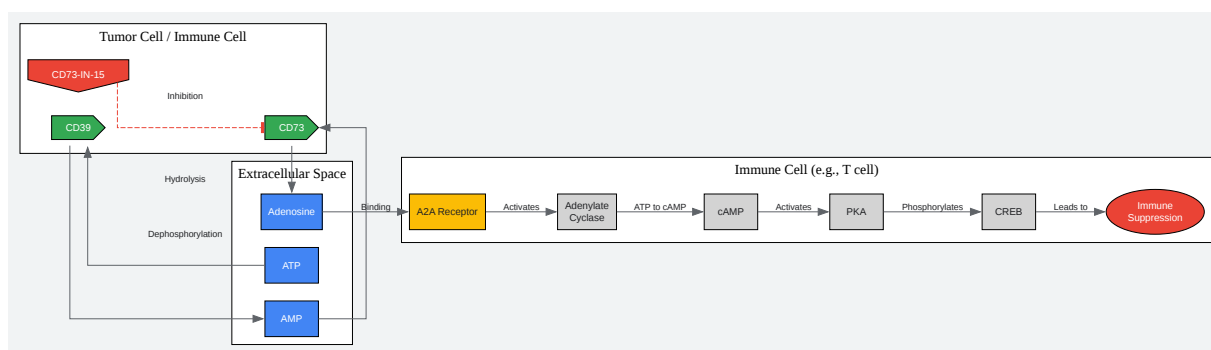 Tumor Cell / Immune Cell
CD73-IN-15
Inhibition
CD39
CD73
Hydrolysis
Dephosphorylation
Extracellular Space
Adenosine
ATP
AMP
Binding
Immune Cell (e.g., T cell)
A2A Receptor
Activates
Adenylate
Cyclase
ATP to cAMP
cAMP
Activates
PKA
Phosphorylates
CREB
Leads to
Immune
Suppression